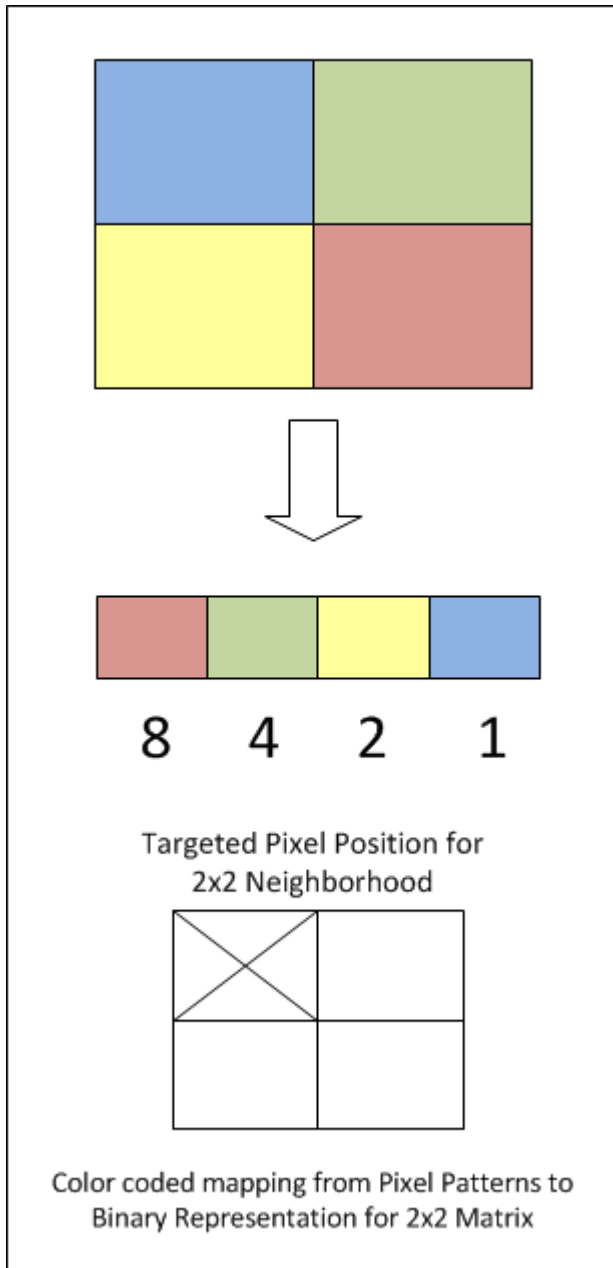 8 4 2 1
Targeted Pixel Position for
2x2 Neighborhood
Color coded mapping from Pixel Patterns to
Binary Representation for 2x2 Matrix